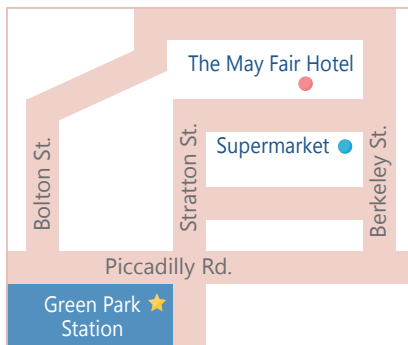 The May Fair Hotel
Supermarket
Bolton St.
Stratton St.
Berkeley St.
Piccadilly Rd.
Green Park
Station